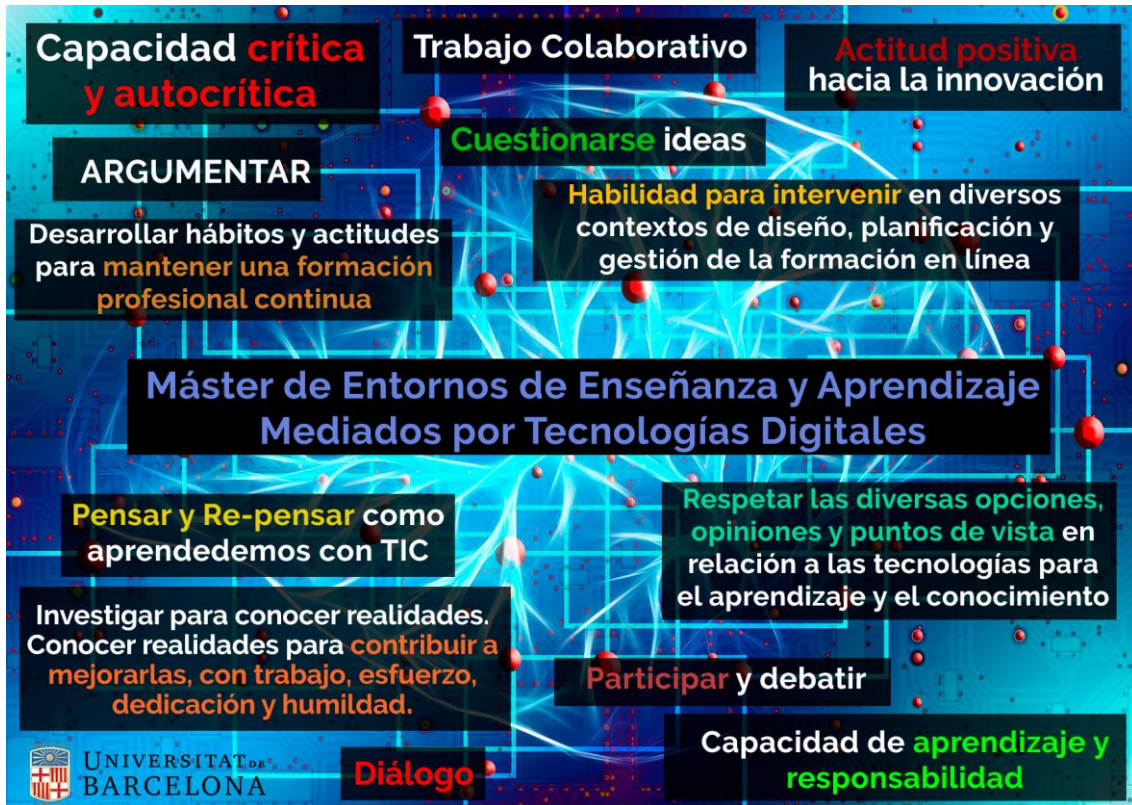 Capacidad crítica
y autocrítica
Trabajo Colaborativo
Actitud positiva
hacia la innovación
Cuestionarse ideas
ARGUMENTAR
Habilidad para intervenir en diversos
contextos de diseño, planificación y
gestión de la formación en línea
Desarrollar hábitos y actitudes
para mantener una formación
profesional continua
Máster de Entornos de Enseñanza y Aprendizaje
Mediados por Tecnologías Digitales
Pensar y Re-pensar como
aprendedemos con TIC
Respetar las diversas opciones,
opiniones y puntos de vista en
relación a las tecnologías para
el aprendizaje y el conocimiento
Investigar para conocer realidades.
Conocer realidades para contribuir a
mejorarlas, con trabajo, esfuerzo,
dedicación y humildad.
Participar y debatir
Capacidad de aprendizaje y
responsabilidad
Diálogo
UNIVERSITAT DE
BARCELONA